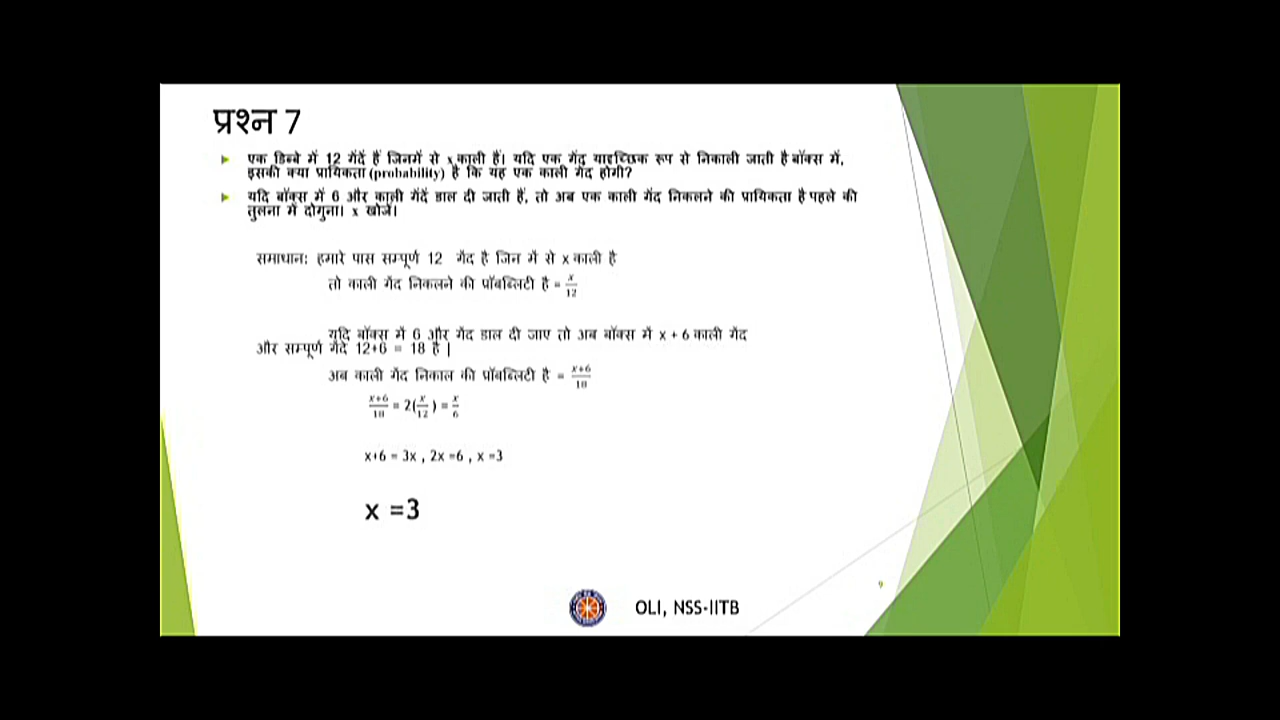 प्रश्न 7
एक डिब्बे में 12 गेंदें हैं जिनमें से x काली हैं। यदि एक गेंद यादृच्छिक रूप से निकाली जाती है बॉक्स में,
इसकी क्या प्रायिकता (probability) है कि यह एक काली गेंद होगी?
यदि बॉक्स में 6 और काली गेंदें डाल दी जाती हैं, तो अब एक काली गेंद निकलने की प्रायिकता है पहले की
तुलना में दोगुना। x खोजें।
समाधान: हमारे पास सम्पूर्ण 12 गेंद है जिन में से x काली है
तो काली गेंद निकलने की प्रॉबब्लिटी है = x/12
यदि बॉक्स में 6 और गेंद डाल दी जाए तो अब बॉक्स में x + 6 काली गेंद
और सम्पूर्ण गेंदे 12+6 = 18 है |
अब काली गेंद निकाल की प्रॉबब्लिटी है = x+6/18
x+6/18 = 2(x/12) = x/6
x+6 = 3x , 2x =6 , x =3
x =3
9
OLI, NSS-IITB